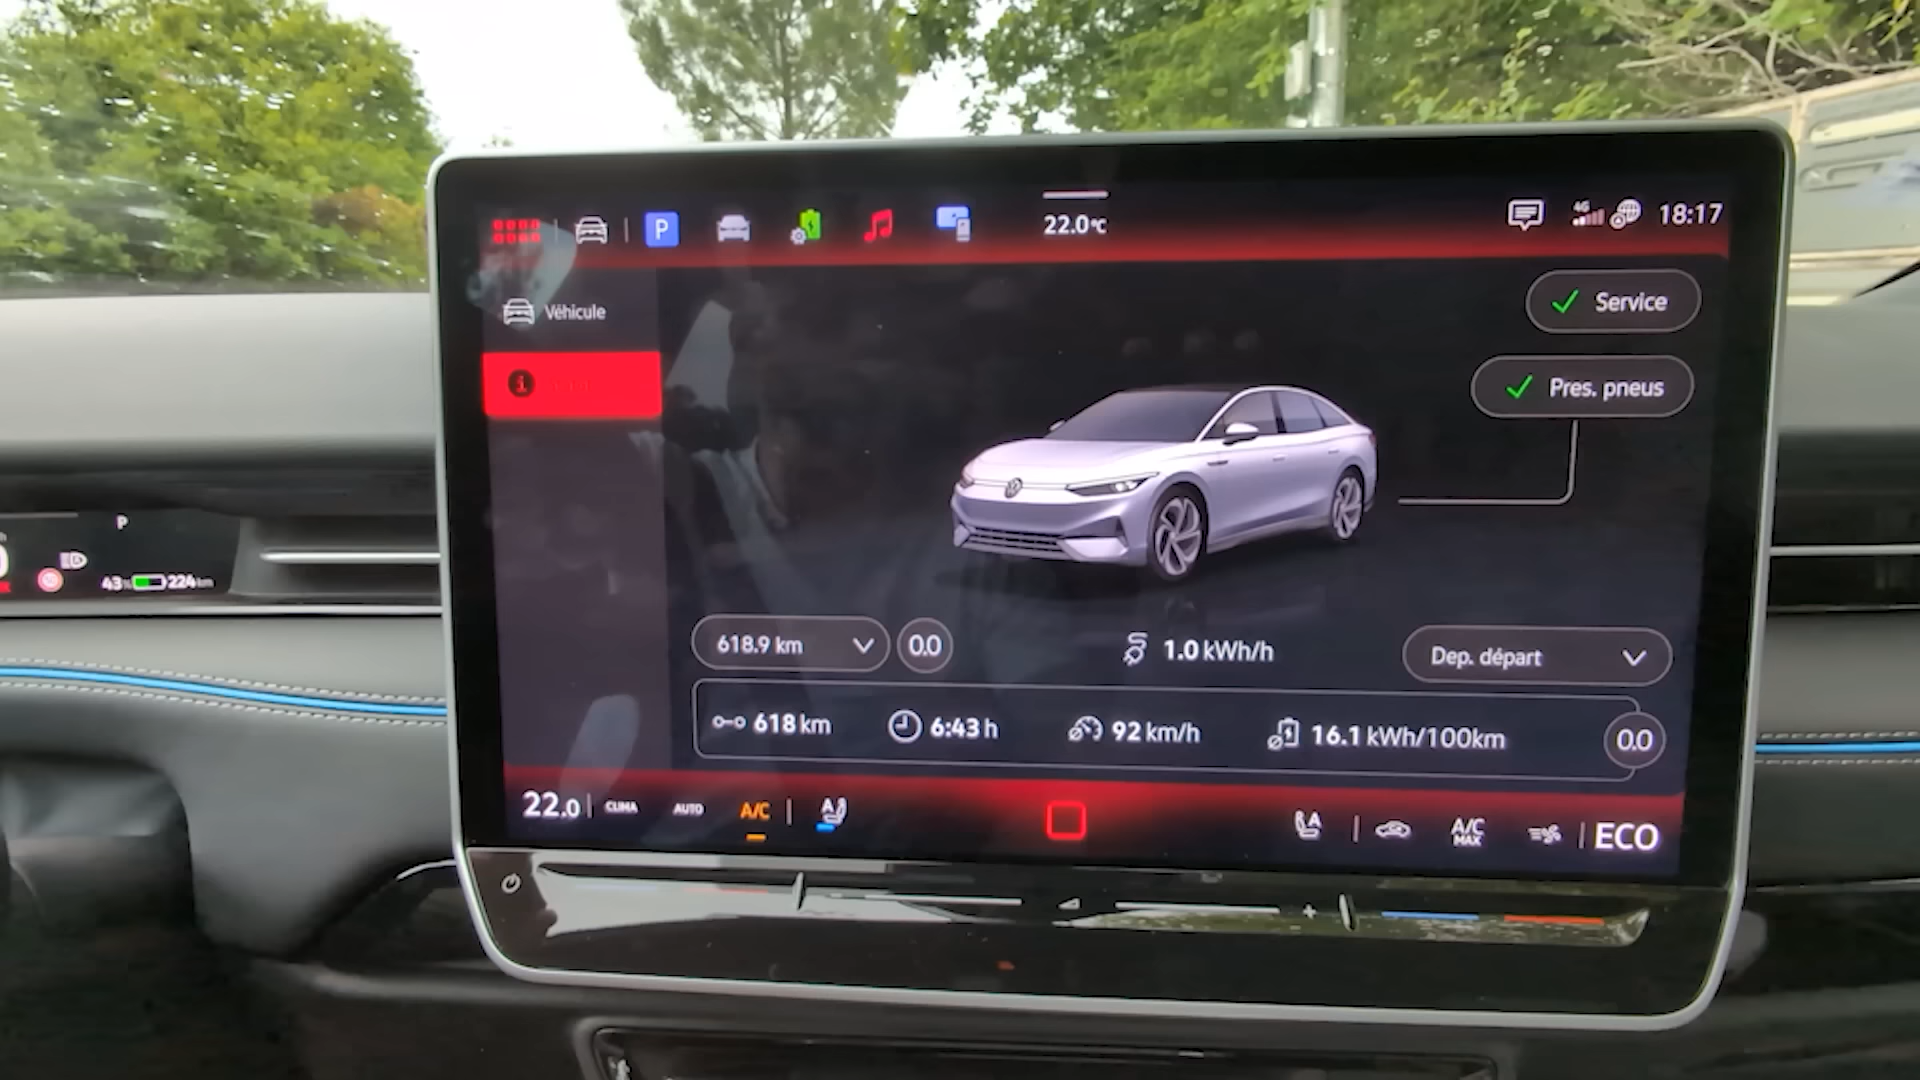 P
22.0°C
4G
18:17
Véhicule
Service
Pres. pneus
P
43% 224 km
618.9 km
0.0
1.0 kWh/h
Dep. départ
618 km
6:43 h
92 km/h
16.1 kWh/100km
0.0
22.0
CLIMA
AUTO
A/C
A
A
A/C
MAX
ECO